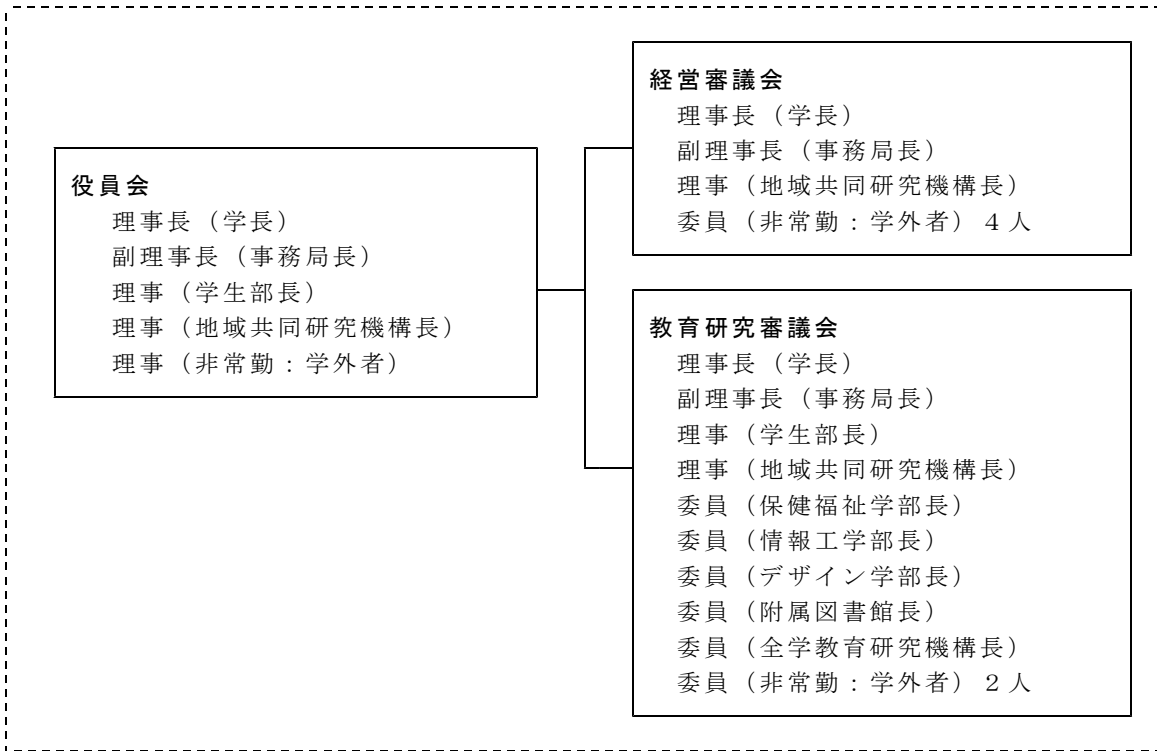 役員会
理事長（学長）
副理事長（事務局長）
理事（学生部長）
理事（地域共同研究機構長）
理事（非常勤：学外者）
経営審議会
理事長（学長）
副理事長（事務局長）
理事（地域共同研究機構長）
委員（非常勤：学外者）４人
教育研究審議会
理事長（学長）
副理事長（事務局長）
理事（学生部長）
理事（地域共同研究機構長）
委員（保健福祉学部長）
委員（情報工学部長）
委員（デザイン学部長）
委員（附属図書館長）
委員（全学教育研究機構長）
委員（非常勤：学外者）２人